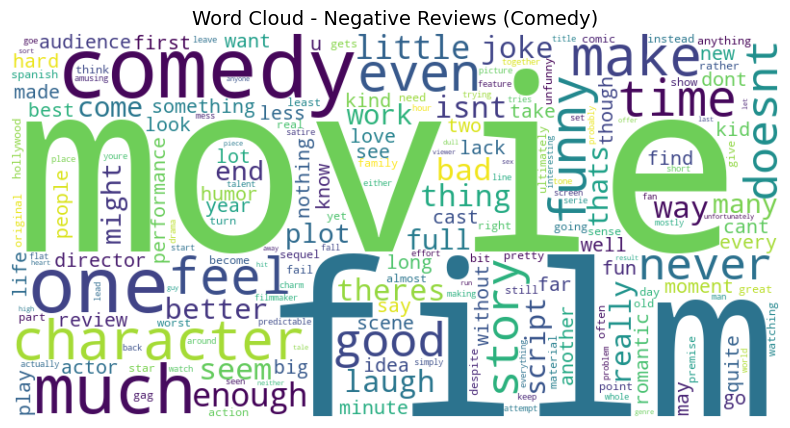 Word Cloud - Negative Reviews (Comedy)
goe
leave
audience
first
gets
want
u
little
joke
comic
instead
title
anything
hard
think
comedy
even
make
new
rather
spanish
amusing
anyone
together
picture
feature
unfunny
time
show
dont
made
tries
trying
best
come
something
least
kind
need
isnt
take
set
last
let
hollywood
mess
look
less
real
hour
work
two
funny
though
probably
offer
kid
doesnt
piece
satire
love
dull
see
viewer
lack
sex
ultimately
interesting
thats
find
give
short
original
place
youre
lot
end
nothing
family
bad
tone
movie
people
might
performance
talent
humor
know
either
line
thing
screen
serie
fan
way
mostly
unfortunately
many
drama
start
year
yet
cast
right
going
sense
cant
turn
plot
full
well
every
life
flat
director
away
become
sequel
fall
effort
bit
pretty
fun
never
result
heart
one
feel
fail
long
almost
run
still
far
moment
great
high
lead
guy
hit
charm
theres
making
without
day
man
part
review
better
filmmaker
say
story
script
often
old
watching
worst
predictable
scene
another
really
romantic
premise
character
good
film
actually
back
around
tale
idea
despite
everything
material
problem
point
may
go
quite
world
play
actor
seem
big
laugh
simply
star
watch
much
gag
seen
neither
enough
minute
keep
whole
genre
action
attempt